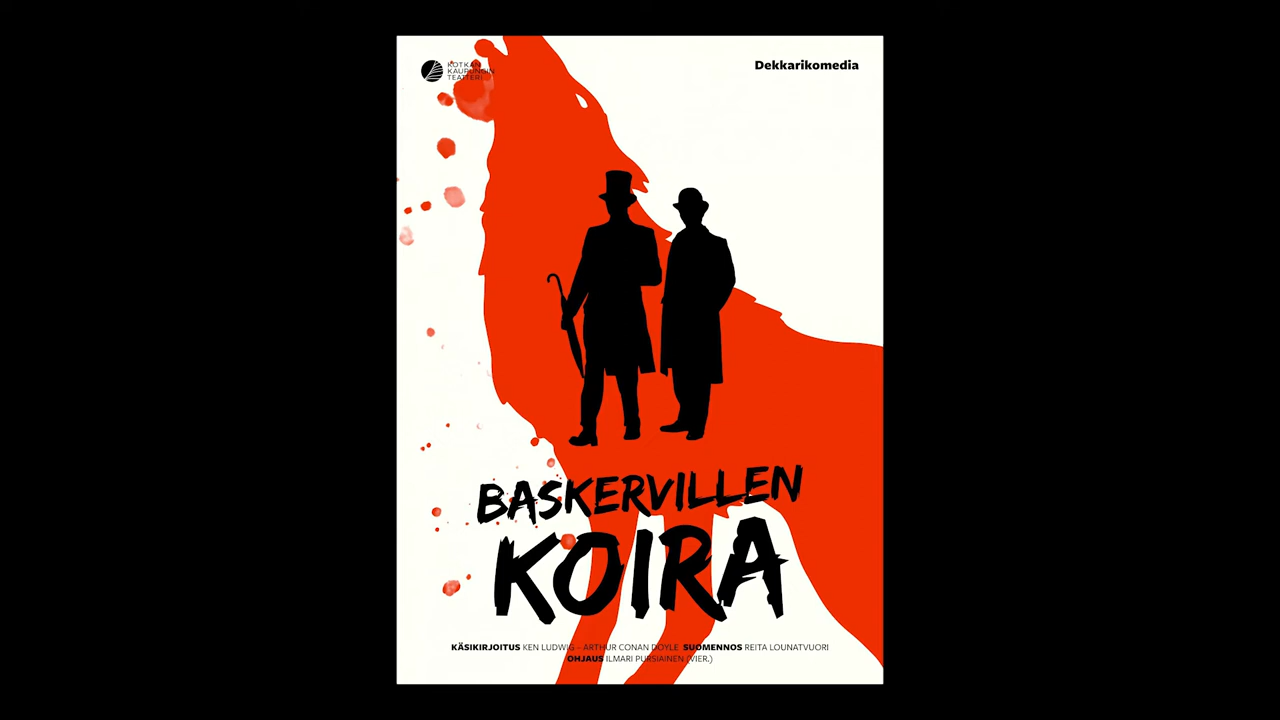 KOTKAN
KAUPUNGIN
TEATTERI
Dekkarikomedia
BASKERVILLEN
KOIRA
KÄSIKIRJOITUS KEN LUDWIG – ARTHUR CONAN DOYLE SUOMENNOS REITA LOUNATVUORI
OHJAUS ILMARI PURSIAINEN (VIER.)